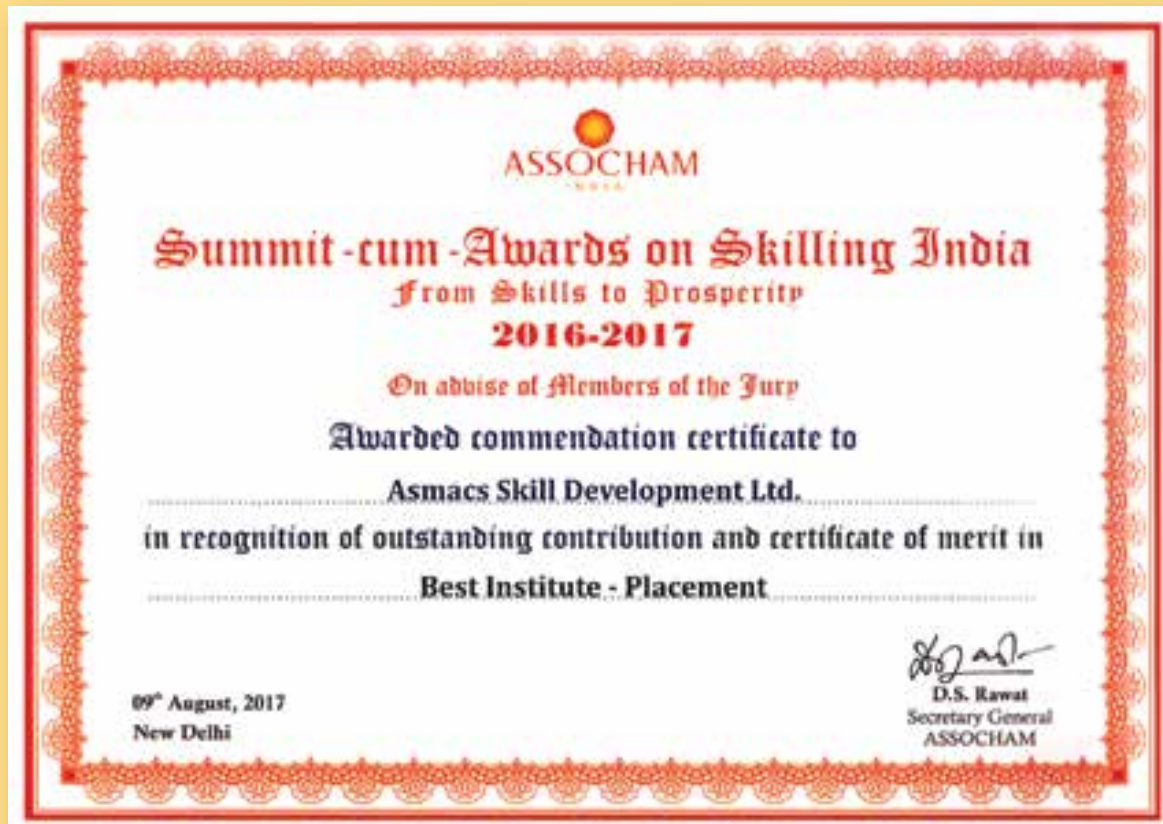 ASSOCHAM
INDIA
Summit-cum-Awards on Skilling India
From Skills to Prosperity
2016-2017
On advise of Members of the Jury
Awarded commendation certificate to
Asmacs Skill Development Ltd.
in recognition of outstanding contribution and certificate of merit in
Best Institute - Placement
09th August, 2017
New Delhi
D.S. Rawat
Secretary General
ASSOCHAM